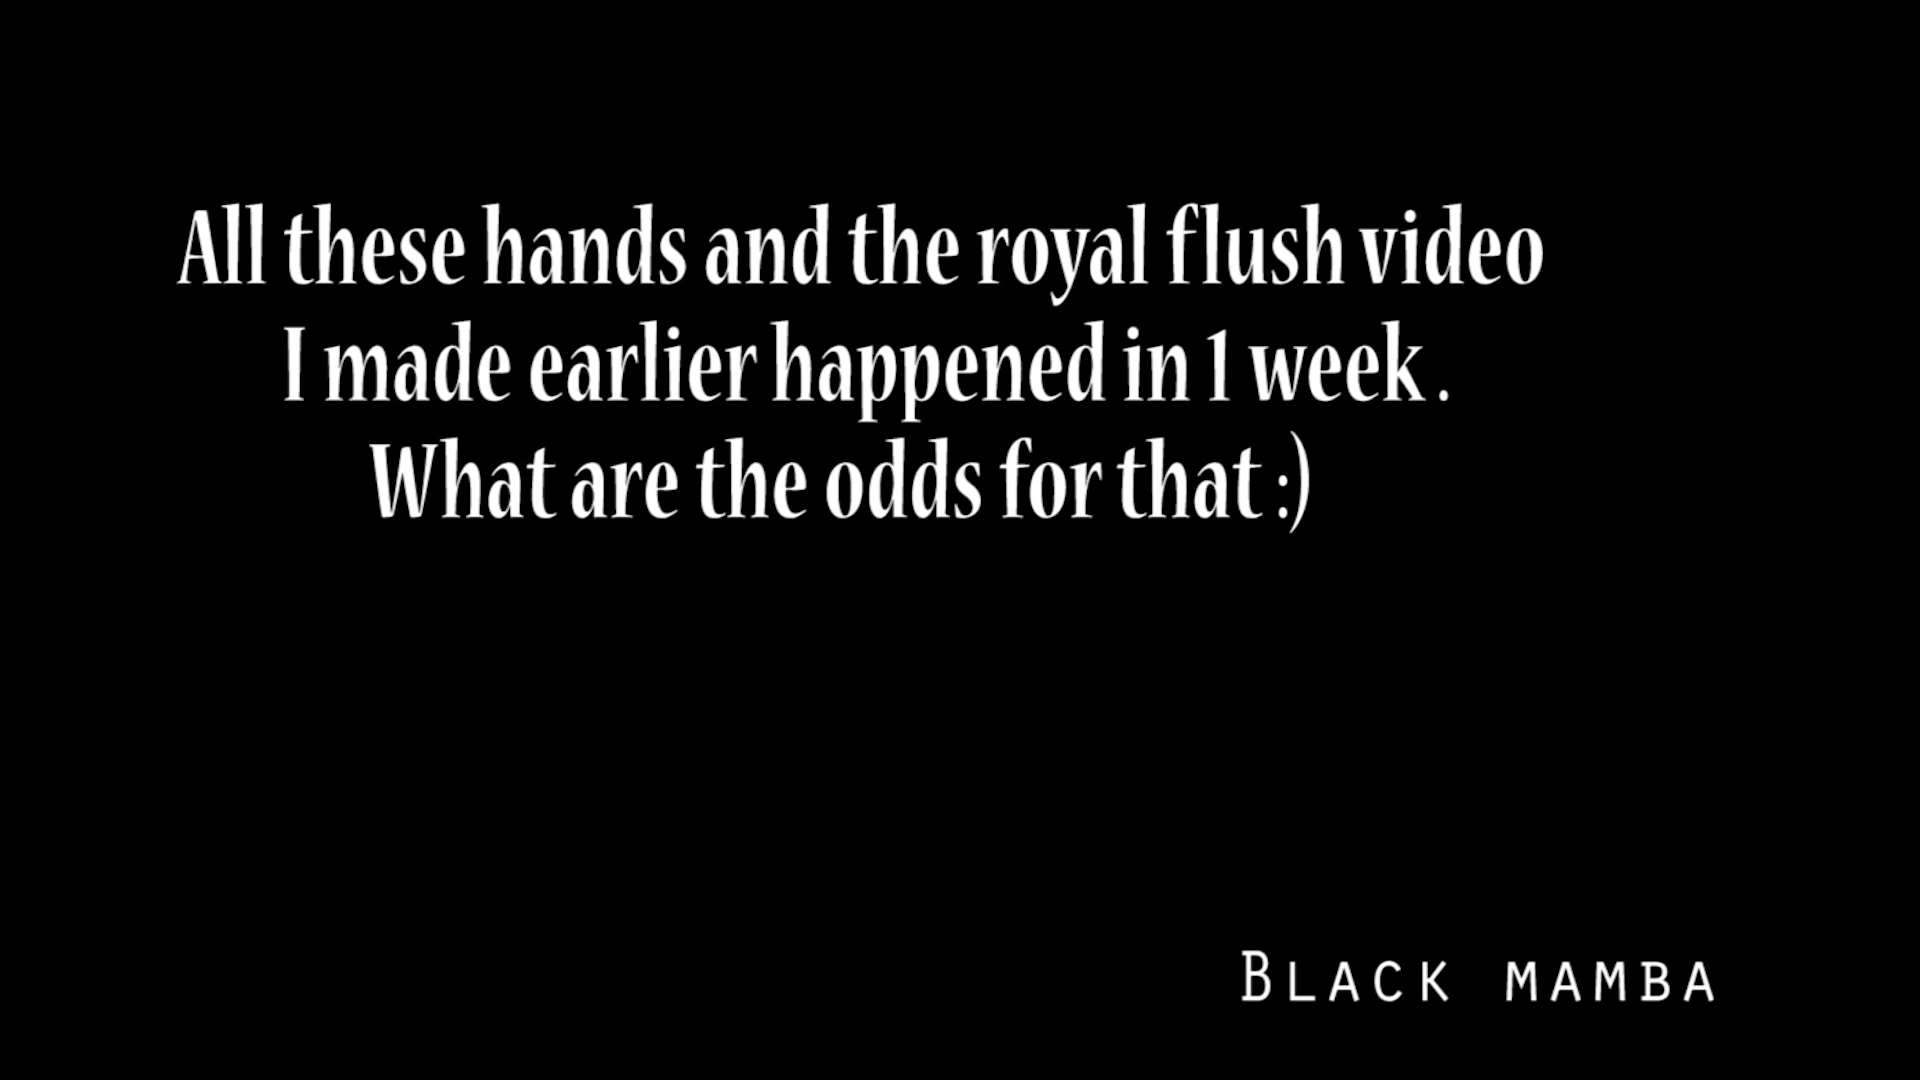 All these hands and the royal flush video
I made earlier happened in 1 week .
What are the odds for that :)
Black mamba